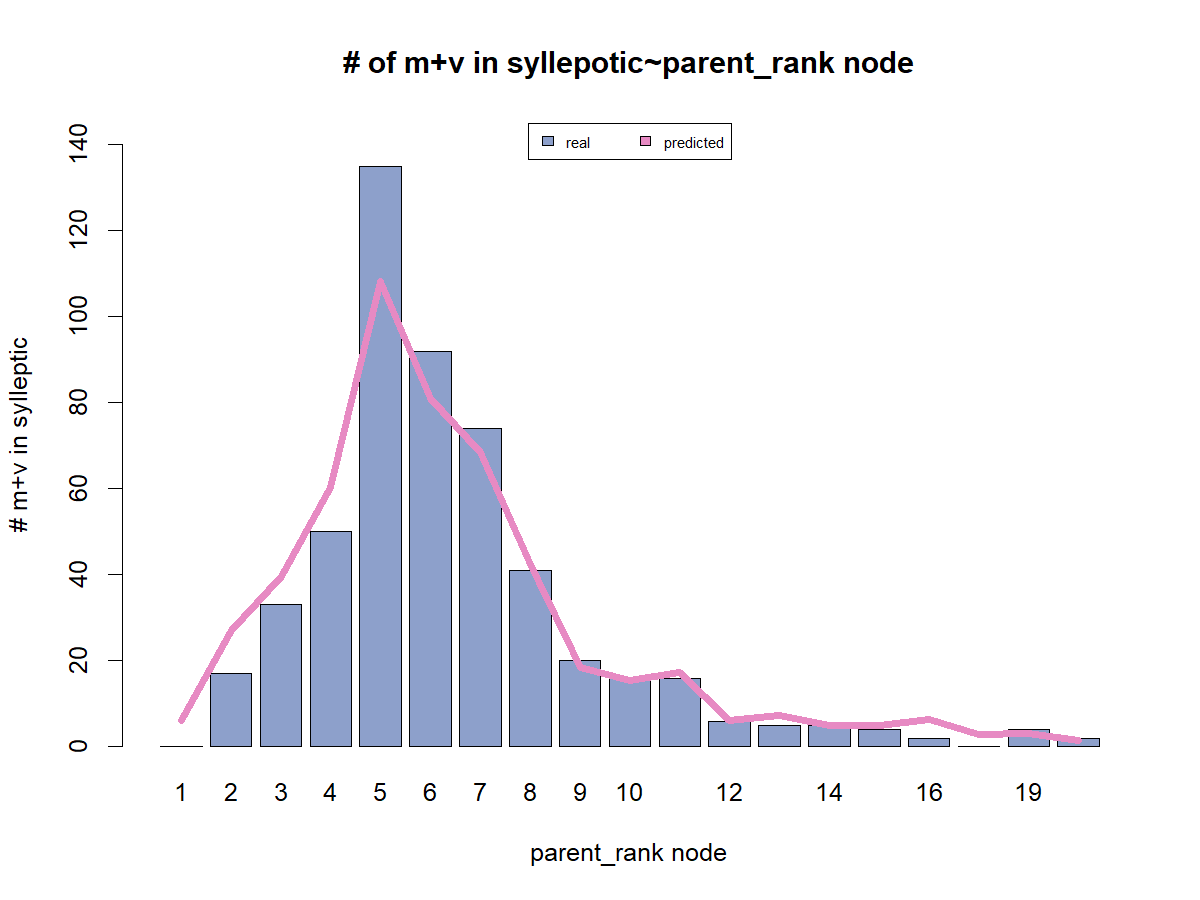 # of m+v in syllepotic~parent_rank node
real predicted
140
120
100
80
60
40
20
0
# m+v in sylleptic
1 2 3 4 5 6 7 8 9 10 12 14 16 19
parent_rank node